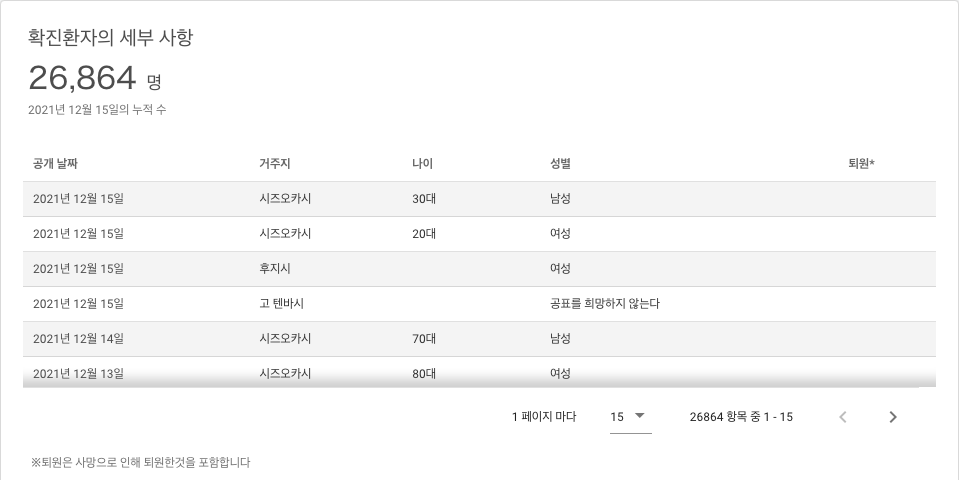 확진환자의 세부 사항
26,864 명
2021년 12월 15일의 누적 수
공개 날짜 거주지 나이 성별 퇴원*
2021년 12월 15일 시즈오카시 30대 남성
2021년 12월 15일 시즈오카시 20대 여성
2021년 12월 15일 후지시 여성
2021년 12월 15일 고 텐바시 공표를 희망하지 않는다
2021년 12월 14일 시즈오카시 70대 남성
2021년 12월 13일 시즈오카시 80대 여성
1 페이지 마다 15 26864 항목 중 1 - 15
※퇴원은 사망으로 인해 퇴원한것을 포함합니다